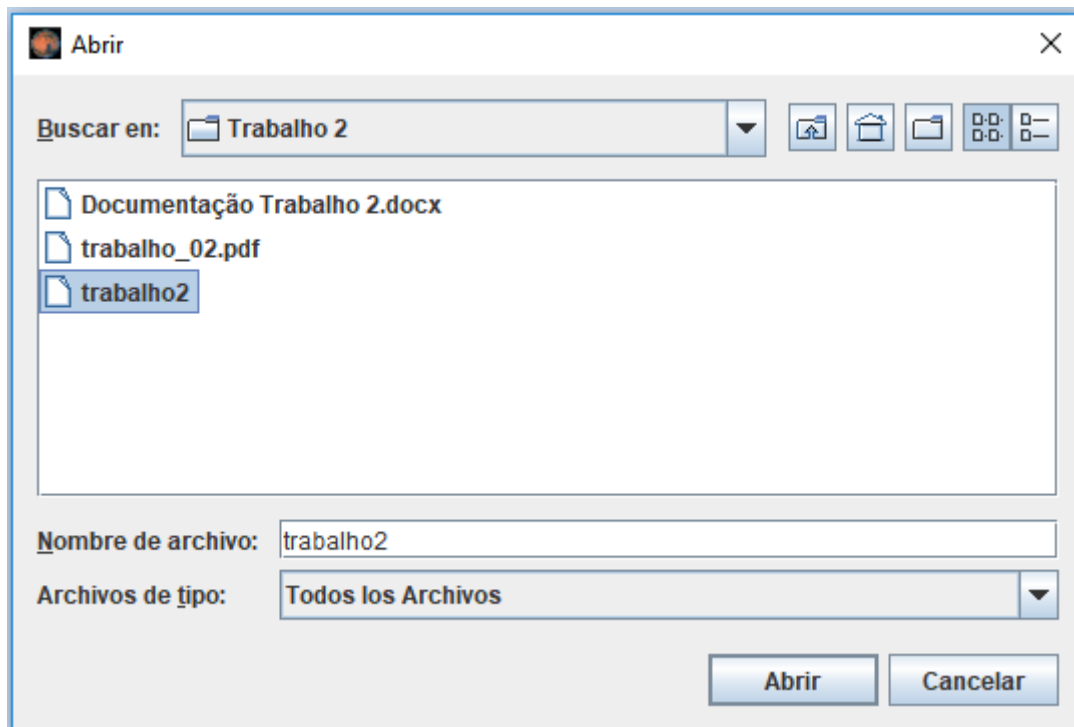 Abrir
Buscar en: Trabalho 2
Documentação Trabalho 2.docx
trabalho_02.pdf
trabalho2
Nombre de archivo: trabalho2
Archivos de tipo: Todos los Archivos
Abrir Cancelar